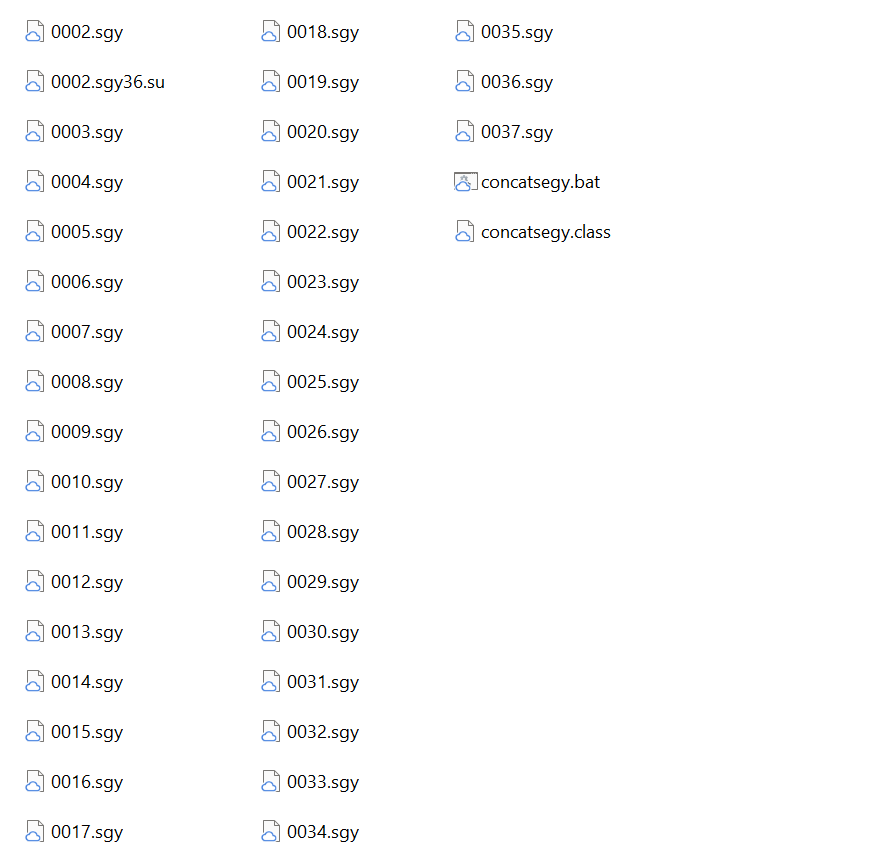 0002.sgy
0002.sgy36.su
0003.sgy
0004.sgy
0005.sgy
0006.sgy
0007.sgy
0008.sgy
0009.sgy
0010.sgy
0011.sgy
0012.sgy
0013.sgy
0014.sgy
0015.sgy
0016.sgy
0017.sgy
0018.sgy
0019.sgy
0020.sgy
0021.sgy
0022.sgy
0023.sgy
0024.sgy
0025.sgy
0026.sgy
0027.sgy
0028.sgy
0029.sgy
0030.sgy
0031.sgy
0032.sgy
0033.sgy
0034.sgy
0035.sgy
0036.sgy
0037.sgy
concatsegy.bat
concatsegy.class